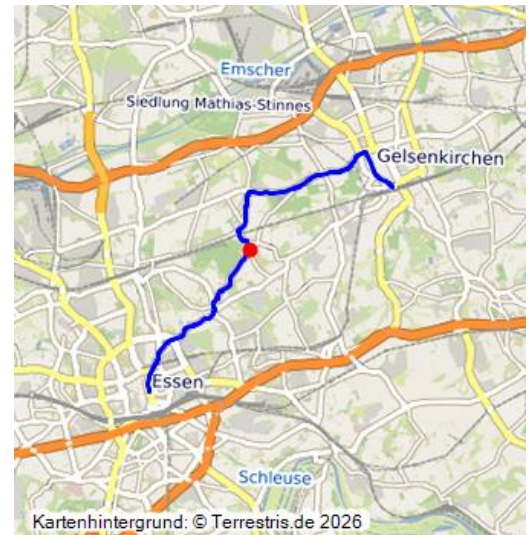 Emscher
Siedlung Mathias-Stinnes
Gelsenkirchen
Essen
Schleuse
Kartenhintergrund: © Terrestris.de 2026